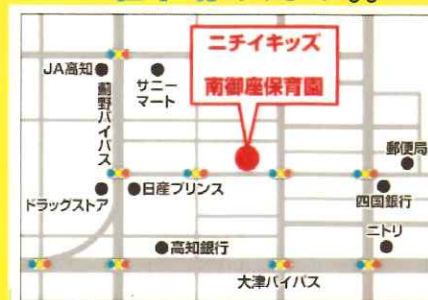 ニチイキッズ
南御座保育園
JA高知
サニー
マート
薊野バイパス
郵便局
ドラッグストア
日産プリンス
四国銀行
高知銀行
ニトリ
大津バイパス